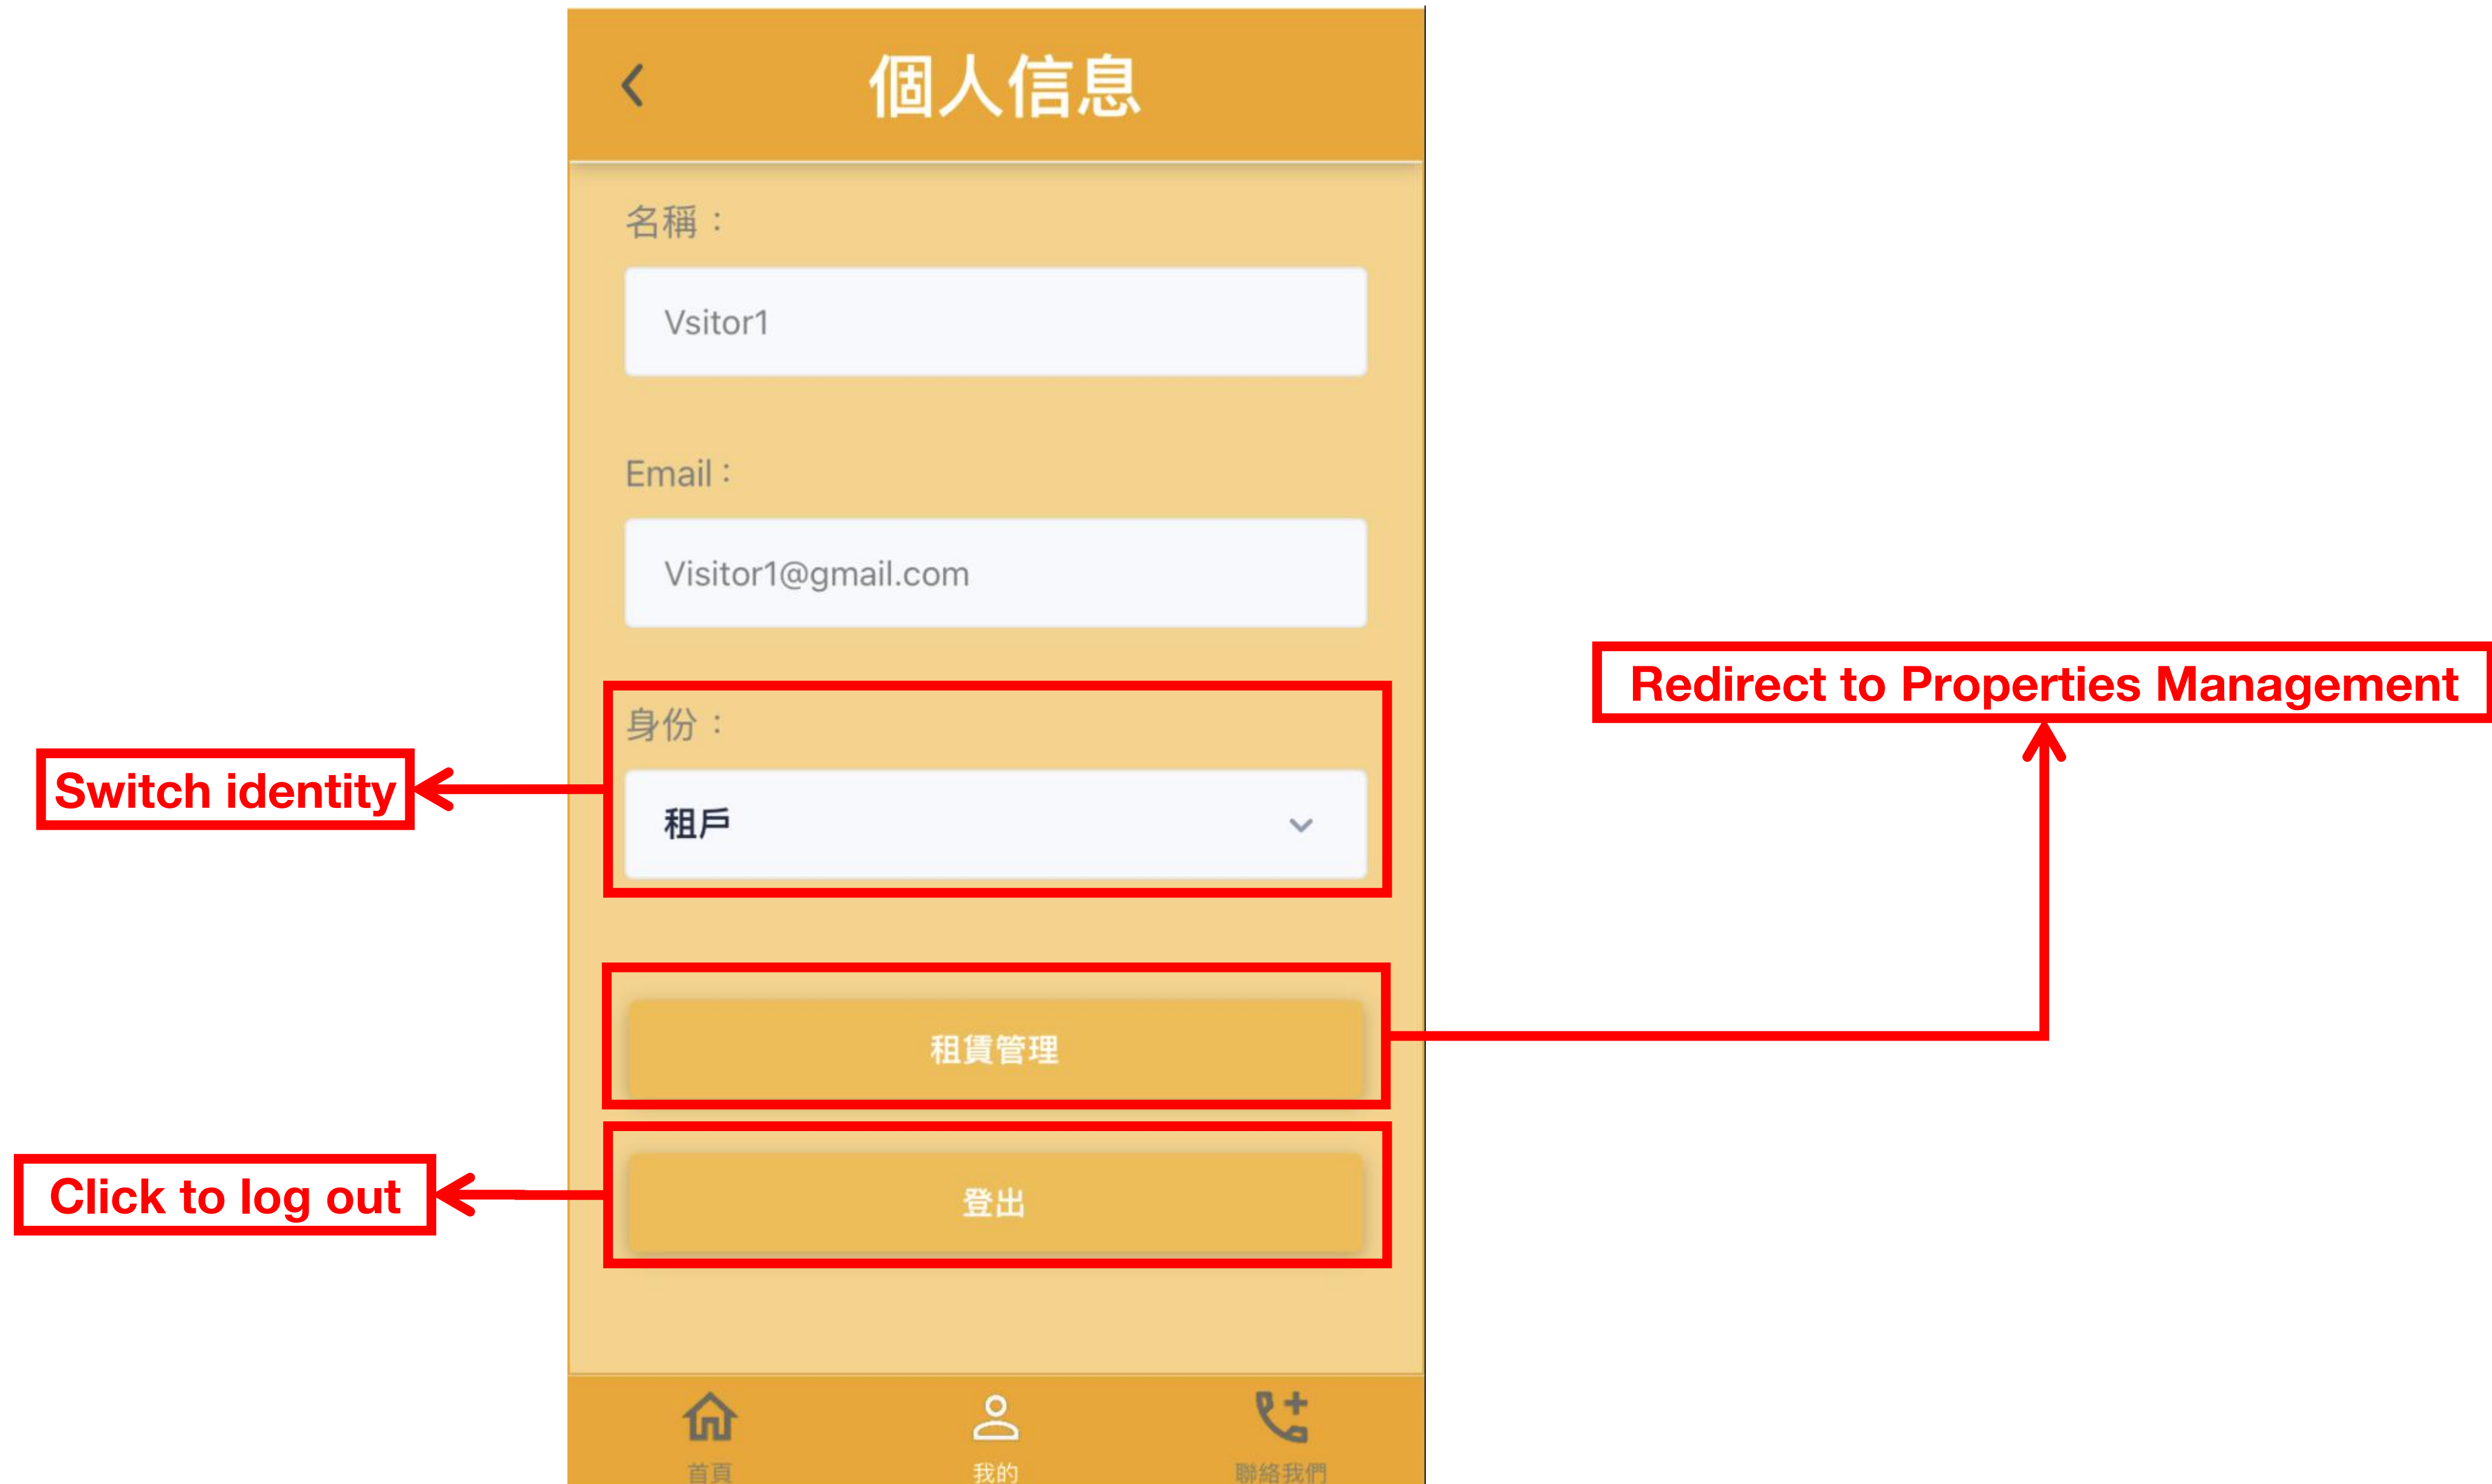 個人信息
名稱：
Vsitor1
Email：
Visitor1@gmail.com
Redirect to Properties Management
身份：
Switch identity
租戶
租賃管理
Click to log out
登出
首頁
我的
聯絡我們